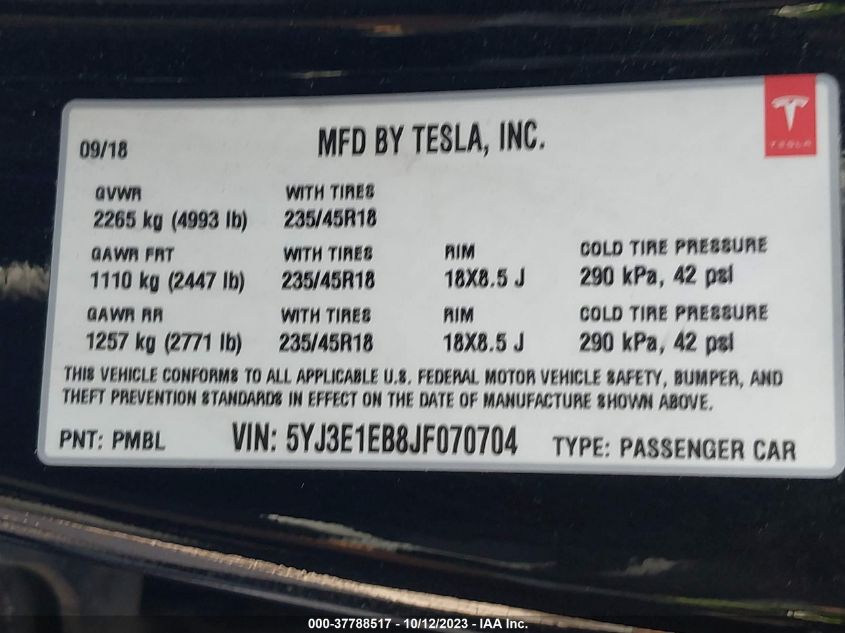 09/18 MFD BY TESLA, INC.
TESLA
GVWR WITH TIRES
2265 kg (4993 lb) 235/45R18
GAWR FRT WITH TIRES RIM COLD TIRE PRESSURE
1110 kg (2447 lb) 235/45R18 18X8.5 J 290 kPa, 42 psi
GAWR RR WITH TIRES RIM COLD TIRE PRESSURE
1257 kg (2771 lb) 235/45R18 18X8.5 J 290 kPa, 42 psi
THIS VEHICLE CONFORMS TO ALL APPLICABLE U.S. FEDERAL MOTOR VEHICLE SAFETY, BUMPER, AND
THEFT PREVENTION STANDARDS IN EFFECT ON THE DATE OF MANUFACTURE SHOWN ABOVE.
PNT: PMBL VIN: 5YJ3E1EB8JF070704 TYPE: PASSENGER CAR
000-37788517 - 10/12/2023 - IAA Inc.